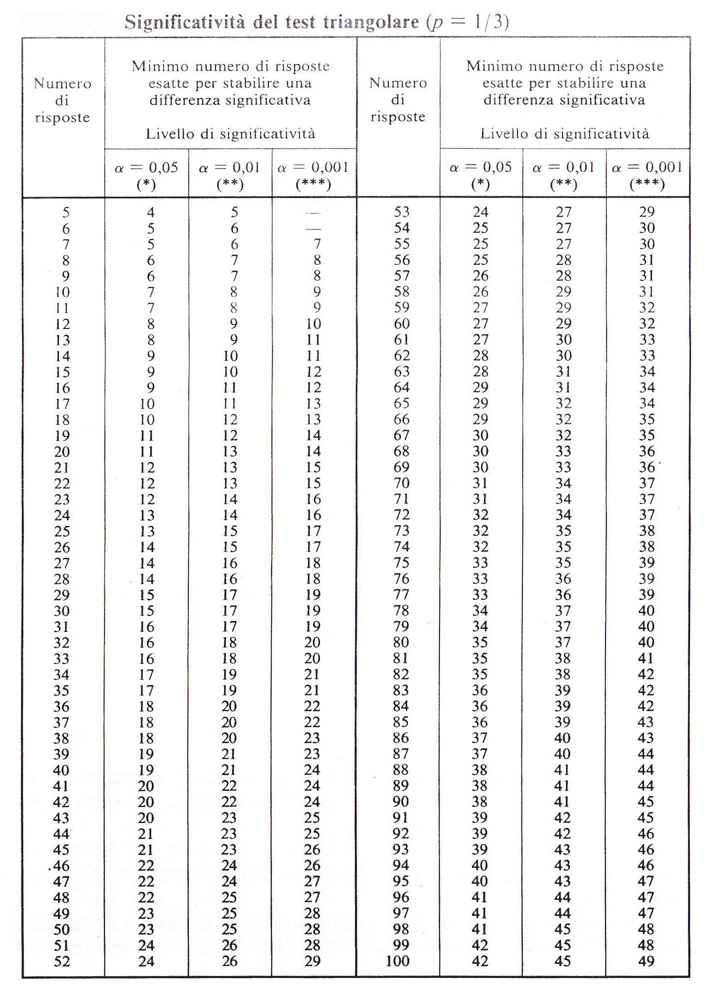 Significatività del test triangolare (p = 1/3)
Numero
di
risposte
Minimo numero di risposte
esatte per stabilire una
differenza significativa
Livello di significatività
Numero
di
risposte
Minimo numero di risposte
esatte per stabilire una
differenza significativa
Livello di significatività
α = 0,05 α = 0,01 α = 0,001 α = 0,05 α = 0,01 α = 0,001
(*) (**) (***) (*) (**) (***)
5 4 5 — 53 24 27 29
6 5 6 — 54 25 27 30
7 5 6 7 55 25 27 30
8 6 7 8 56 25 28 31
9 6 7 8 57 26 28 31
10 7 8 9 58 26 29 31
11 7 8 9 59 27 29 32
12 8 9 10 60 27 29 32
13 8 9 11 61 27 30 33
14 9 10 11 62 28 30 33
15 9 10 12 63 28 31 34
16 9 11 12 64 29 31 34
17 10 11 13 65 29 32 34
18 10 12 13 66 29 32 35
19 11 12 14 67 30 32 35
20 11 13 14 68 30 33 36
21 12 13 15 69 30 33 36
22 12 13 15 70 31 34 37
23 12 14 16 71 31 34 37
24 13 14 16 72 32 34 37
25 13 15 17 73 32 35 38
26 14 15 17 74 32 35 38
27 14 16 18 75 33 35 39
28 14 16 18 76 33 36 39
29 15 17 19 77 33 36 39
30 15 17 19 78 34 37 40
31 16 17 19 79 34 37 40
32 16 18 20 80 35 37 40
33 16 18 20 81 35 38 41
34 17 19 21 82 35 38 42
35 17 19 21 83 36 39 42
36 18 20 22 84 36 39 42
37 18 20 22 85 36 39 43
38 18 20 23 86 37 40 43
39 19 21 23 87 37 40 44
40 19 21 24 88 38 41 44
41 20 22 24 89 38 41 44
42 20 22 24 90 38 41 45
43 20 23 25 91 39 42 45
44 21 23 25 92 39 42 46
45 21 23 26 93 39 43 46
46 22 24 26 94 40 43 46
47 22 24 27 95 40 43 47
48 22 25 27 96 41 44 47
49 23 25 28 97 41 44 47
50 23 25 28 98 41 45 48
51 24 26 28 99 42 45 48
52 24 26 29 100 42 45 49